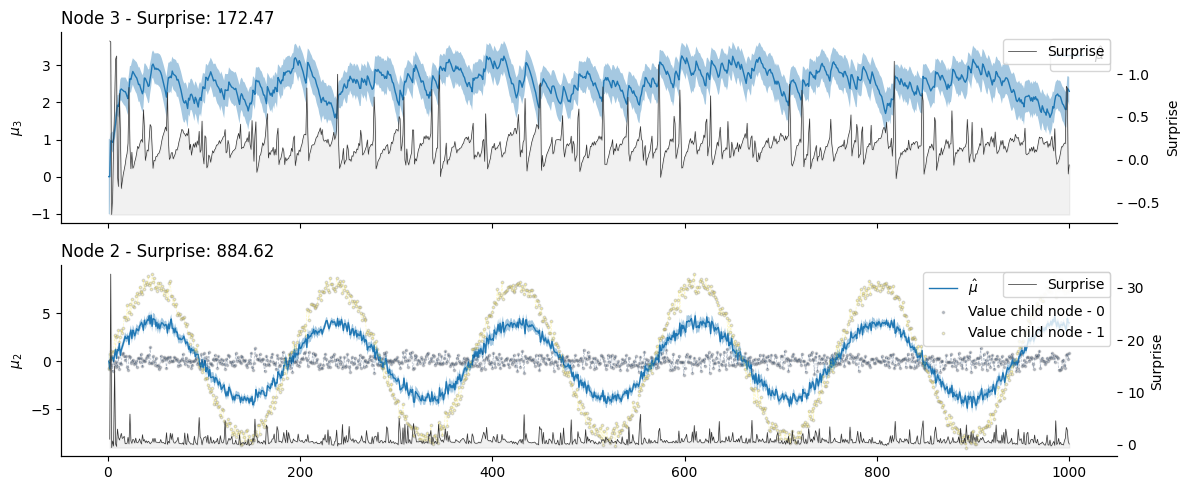 Node 3 - Surprise: 172.47
μ3
3
2
1
0
−1
Surprise
μ̂
1.0
0.5
0.0
−0.5
Surprise
Node 2 - Surprise: 884.62
μ2
5
0
−5
μ̂
Value child node - 0
Value child node - 1
Surprise
30
20
10
0
Surprise
0
200
400
600
800
1000